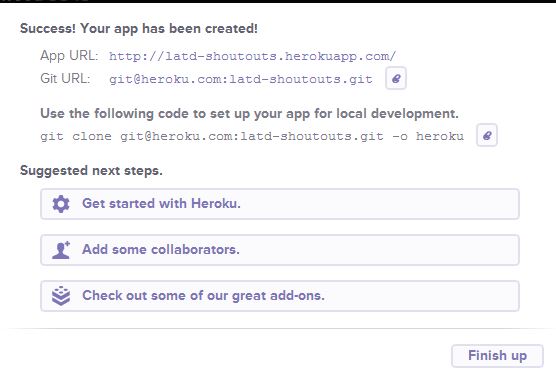 Success! Your app has been created!
App URL: http://latd-shoutouts.herokuapp.com/
Git URL: git@heroku.com:latd-shoutouts.git
Use the following code to set up your app for local development.
git clone git@heroku.com:latd-shoutouts.git -o heroku
Suggested next steps.
Get started with Heroku.
Add some collaborators.
Check out some of our great add-ons.
Finish up